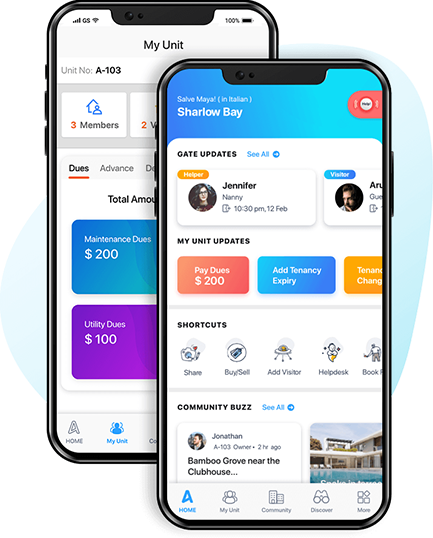 GS
100%
My Unit
Unit No: A-103
3 Members
2 V
Dues Advance De
Total Amou
Maintenance Dues
$ 200
Utility Dues
$ 100
HOME
My Unit
Co
Salve Maya! ( in Italian )
Sharlow Bay
Help!
GATE UPDATES See All
Helper
Jennifer
Nanny
10:30 pm,12 Feb
Visitor
Aru
Gue
MY UNIT UPDATES
Pay Dues
$ 200
Add Tenancy
Expiry
Tenan
Chang
SHORTCUTS
Share
Buy/Sell
Add Visitor
Helpdesk
Book F
COMMUNITY BUZZ See All
Jonathan
A-103 Owner • 2 hr ago
Bamboo Grove near the
Clubhouse...
HOME
My Unit
Community
Discover
More